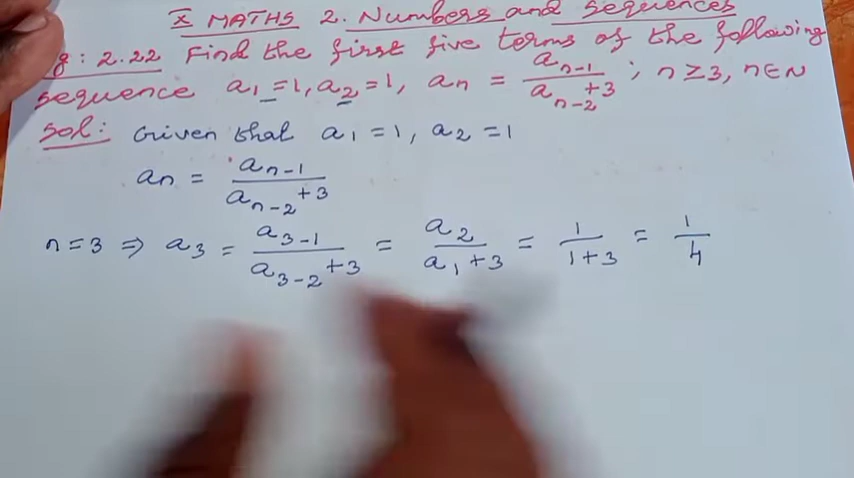 X MATHS 2. Numbers and sequences
g: 2.22 Find the first five terms of the following
sequence a₁ = 1, a₂ = 1, aₙ = aₙ₋₁ / (aₙ₋₂ + 3) ; n ≥ 3, n ∈ N
Sol: Given that a₁ = 1, a₂ = 1
aₙ = aₙ₋₁ / (aₙ₋₂ + 3)
n = 3 ⇒ a₃ = a₃₋₁ / (a₃₋₂ + 3) = a₂ / (a₁ + 3) = 1 / (1 + 3) = 1/4